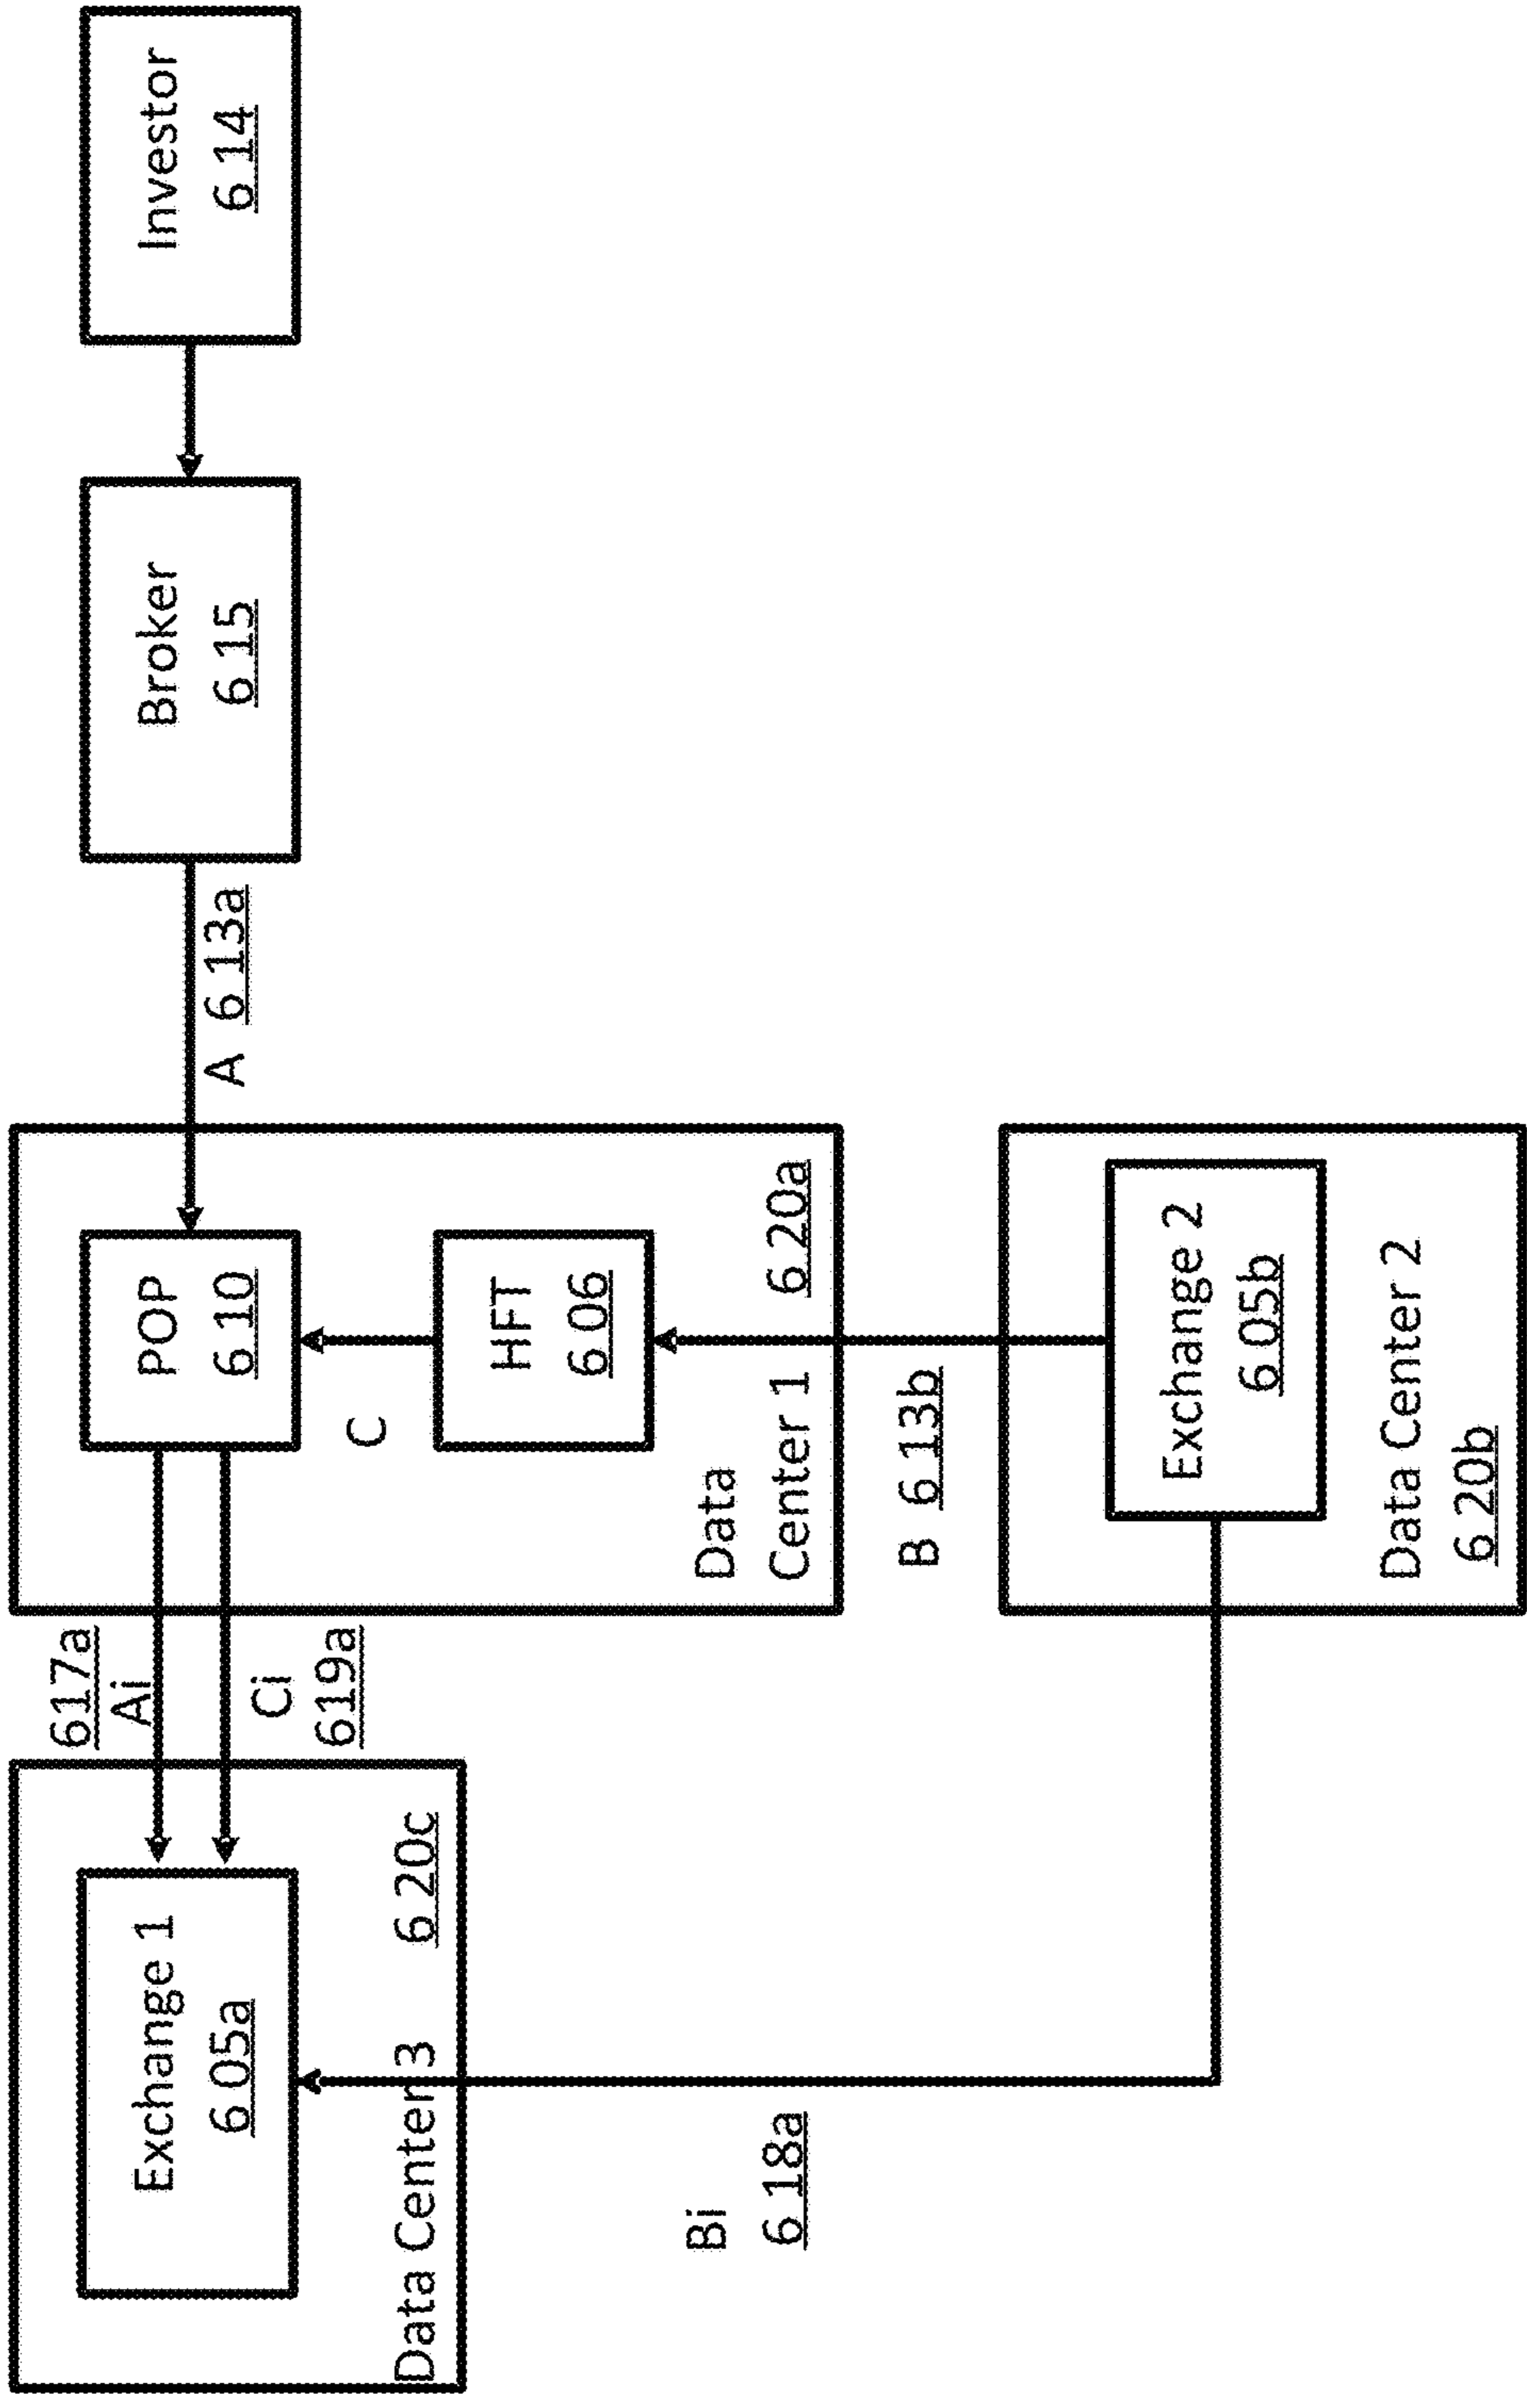 Exchange 1
6 05a
Data Center 3
6 20c
617a
Ai
Ci
619a
POP
6 10
C
HFT
6 06
Data
Center 1
6 20a
A 6 13a
Broker
6 15
Investor
6 14
Bi
6 18a
B 6 13b
Exchange 2
6 05b
Data Center 2
6 20b